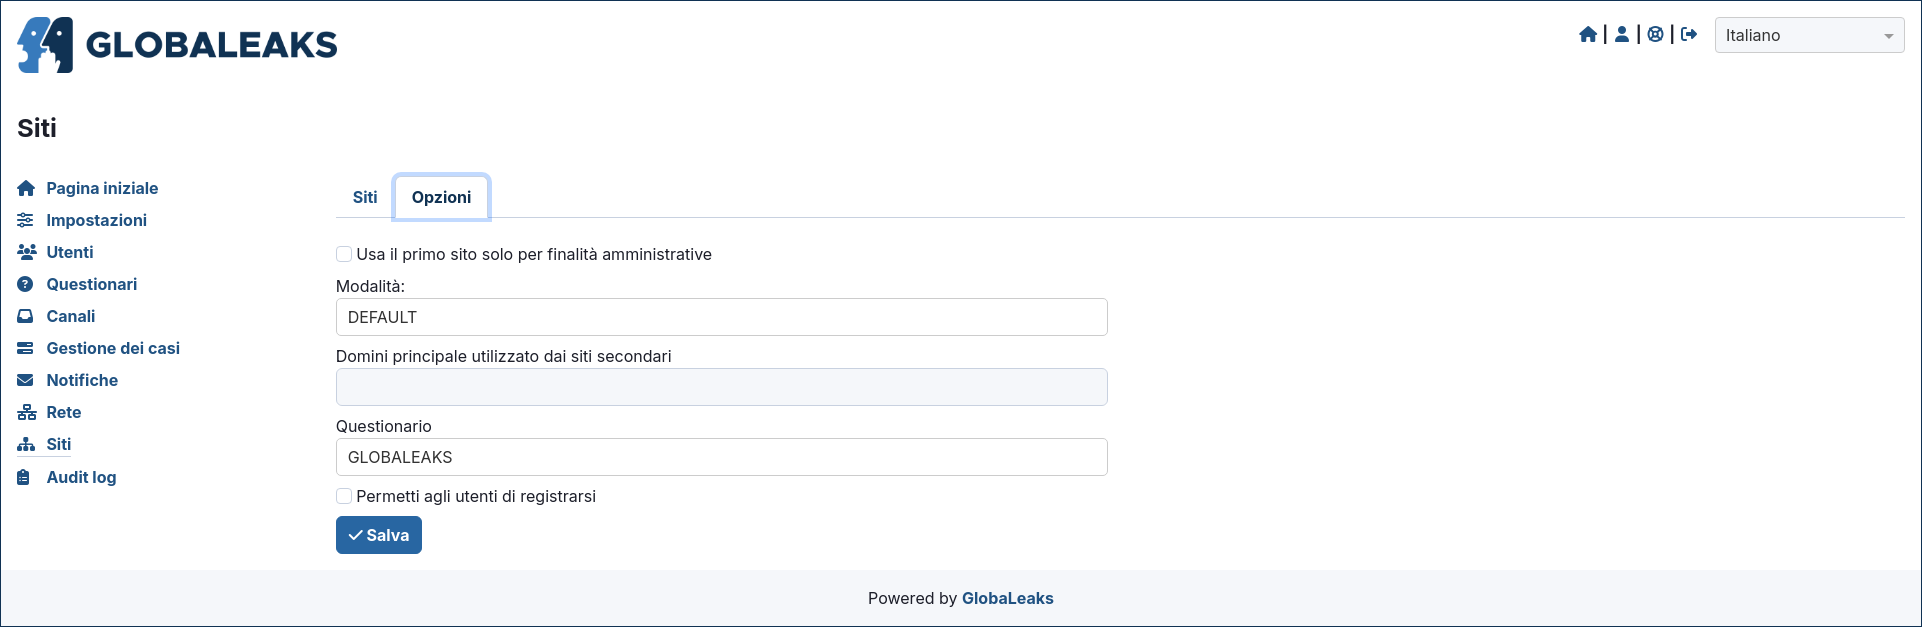 GLOBALEAKS
Italiano
Siti
Pagina iniziale
Impostazioni
Utenti
Questionari
Canali
Gestione dei casi
Notifiche
Rete
Siti
Audit log
Siti
Opzioni
Usa il primo sito solo per finalità amministrative
Modalità:
DEFAULT
Domini principale utilizzato dai siti secondari
Questionario
GLOBALEAKS
Permetti agli utenti di registrarsi
Salva
Powered by GlobaLeaks